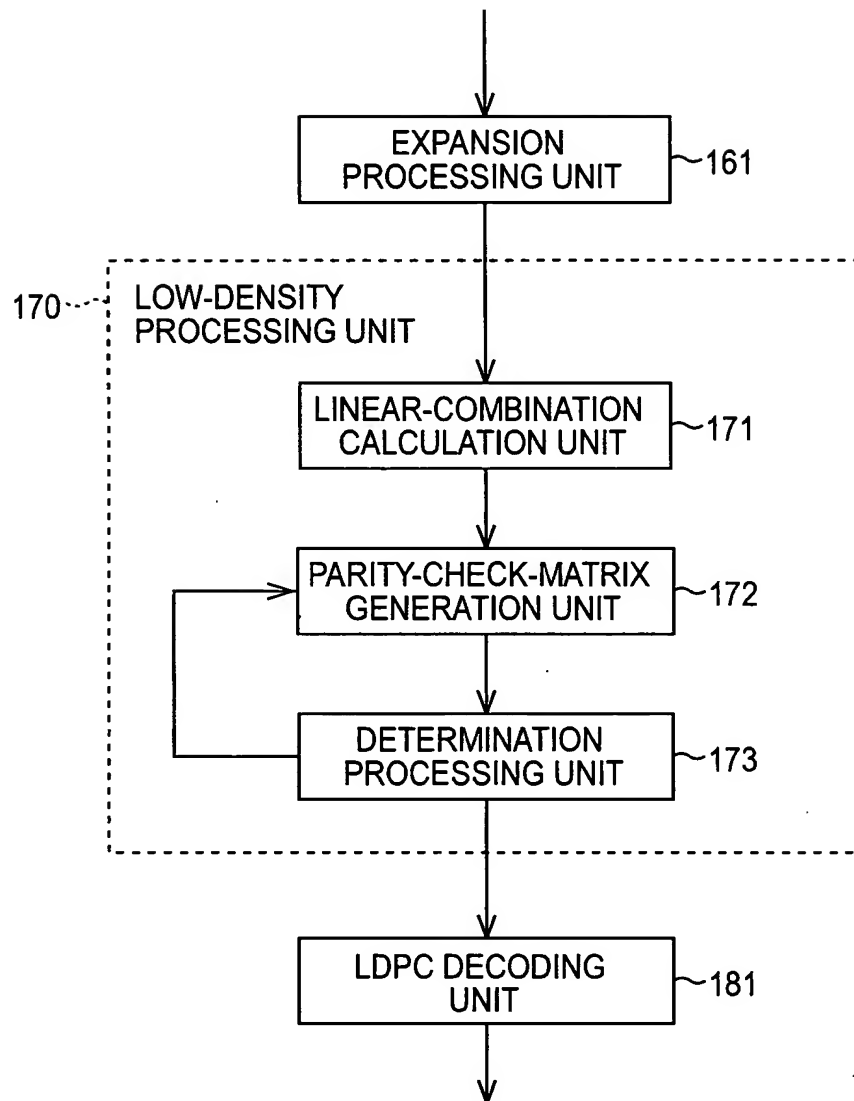 EXPANSION
PROCESSING UNIT
161
170
LOW-DENSITY
PROCESSING UNIT
LINEAR-COMBINATION
CALCULATION UNIT
171
PARITY-CHECK-MATRIX
GENERATION UNIT
172
DETERMINATION
PROCESSING UNIT
173
LDPC DECODING
UNIT
181